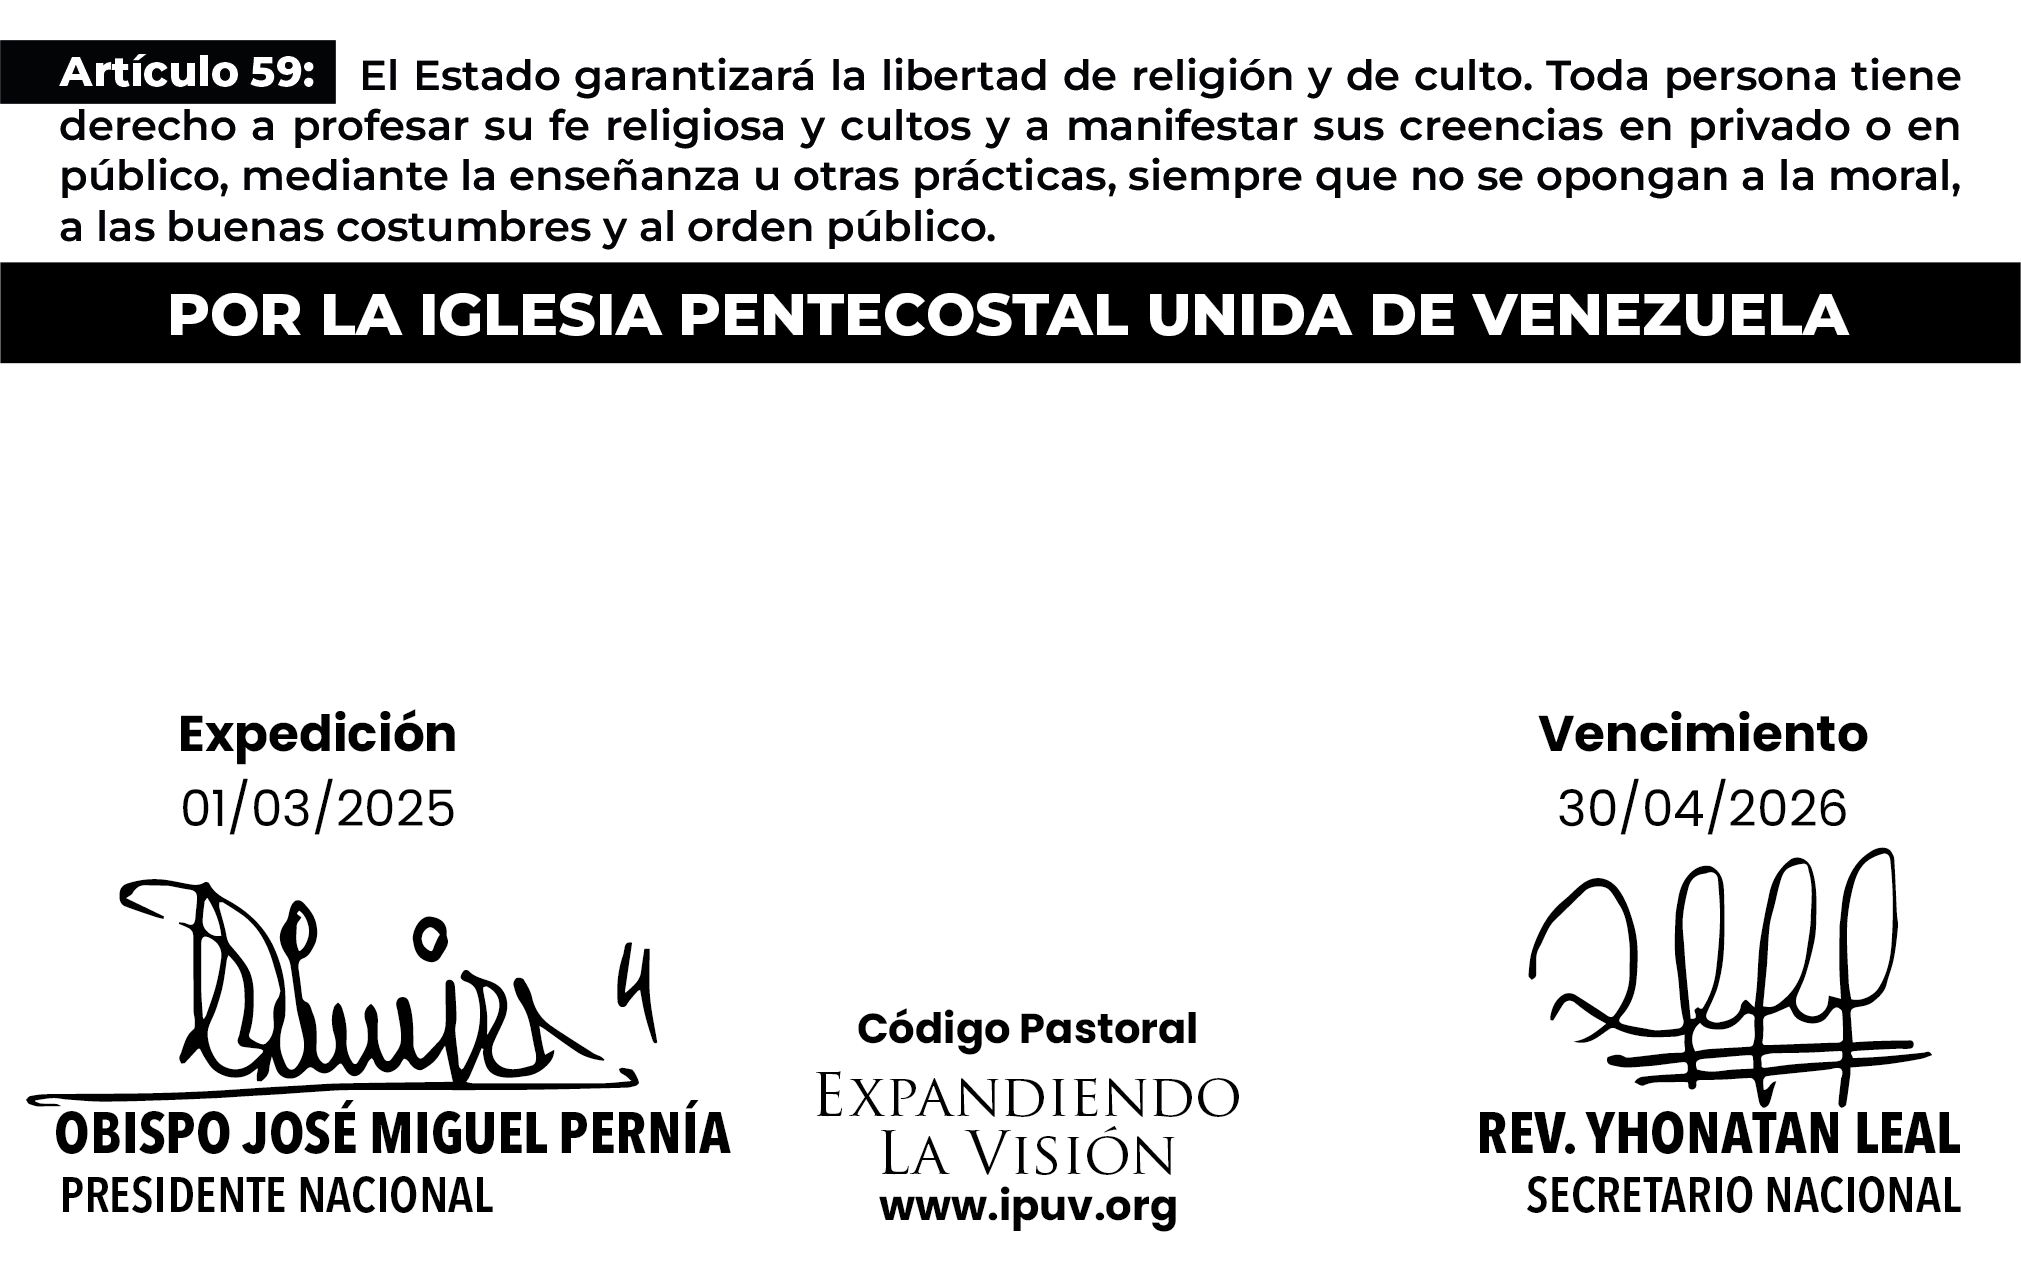 Artículo 59: El Estado garantizará la libertad de religión y de culto. Toda persona tiene
derecho a profesar su fe religiosa y cultos y a manifestar sus creencias en privado o en
público, mediante la enseñanza u otras prácticas, siempre que no se opongan a la moral,
a las buenas costumbres y al orden público.
POR LA IGLESIA PENTECOSTAL UNIDA DE VENEZUELA
Expedición
01/03/2025
Vencimiento
30/04/2026
OBISPO JOSÉ MIGUEL PERNÍA
PRESIDENTE NACIONAL
Código Pastoral
EXPANDIENDO
LA VISIÓN
www.ipuv.org
REV. YHONATAN LEAL
SECRETARIO NACIONAL